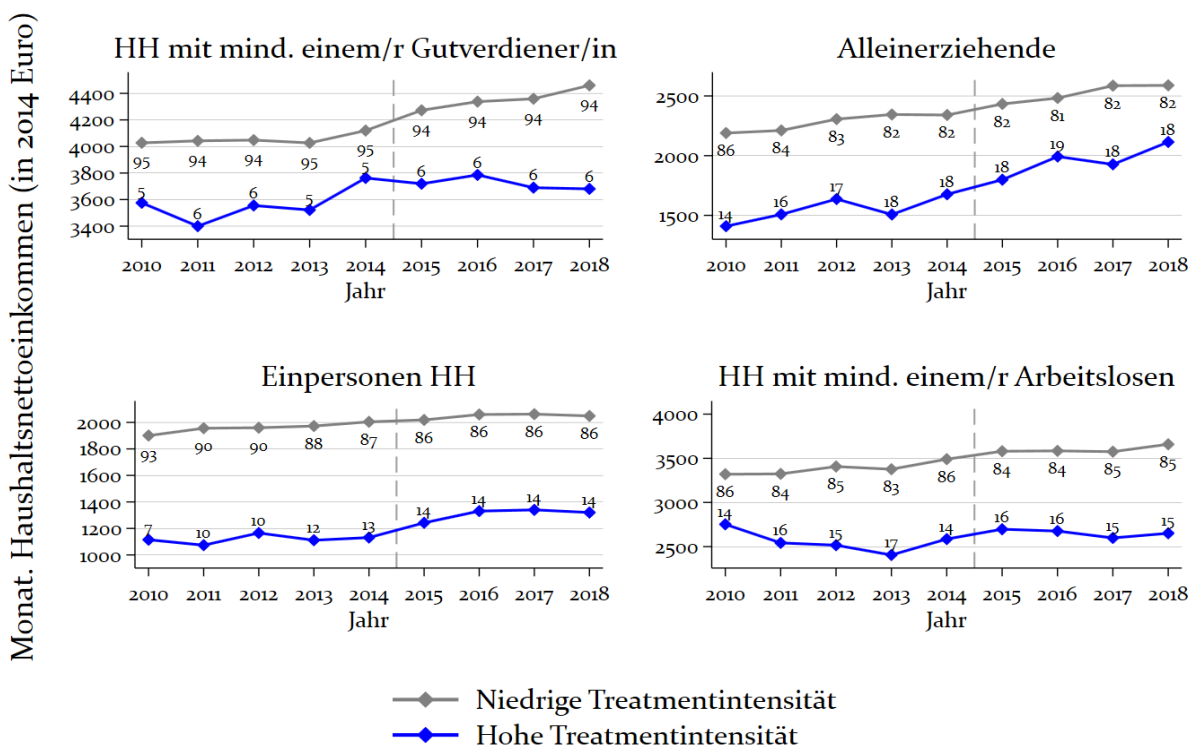 Monat. Haushaltsnettoeinkommen (in 2014 Euro)
HH mit mind. einem/r Gutverdiener/in
4400
4200
4000
3800
3600
3400
95 94 94 95 95 94 94 94 94
5 6 6 5 5 6 6 6 6
2010 2011 2012 2013 2014 2015 2016 2017 2018
Jahr
Alleinerziehende
2500
2000
1500
86 84 83 82 82 82 81 82 82
14 16 17 18 18 18 19 18 18
2010 2011 2012 2013 2014 2015 2016 2017 2018
Jahr
Einpersonen HH
2000
1800
1600
1400
1200
1000
93 90 90 88 87 86 86 86 86
7 10 10 12 13 14 14 14 14
2010 2011 2012 2013 2014 2015 2016 2017 2018
Jahr
HH mit mind. einem/r Arbeitslosen
4000
3500
3000
2500
86 84 85 83 86 84 84 85 85
14 16 15 17 14 16 16 15 15
2010 2011 2012 2013 2014 2015 2016 2017 2018
Jahr
Niedrige Treatmentintensität
Hohe Treatmentintensität